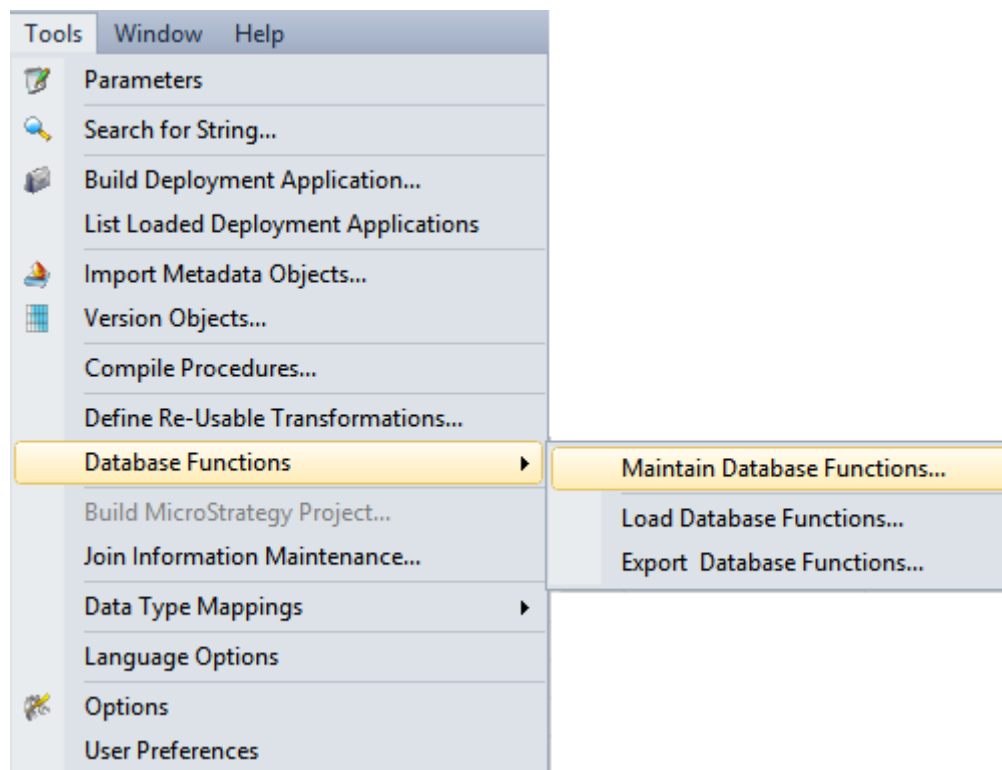 Tools Window Help
Parameters
Search for String...
Build Deployment Application...
List Loaded Deployment Applications
Import Metadata Objects...
Version Objects...
Compile Procedures...
Define Re-Usable Transformations...
Database Functions
Maintain Database Functions...
Load Database Functions...
Export  Database Functions...
Build MicroStrategy Project...
Join Information Maintenance...
Data Type Mappings
Language Options
Options
User Preferences